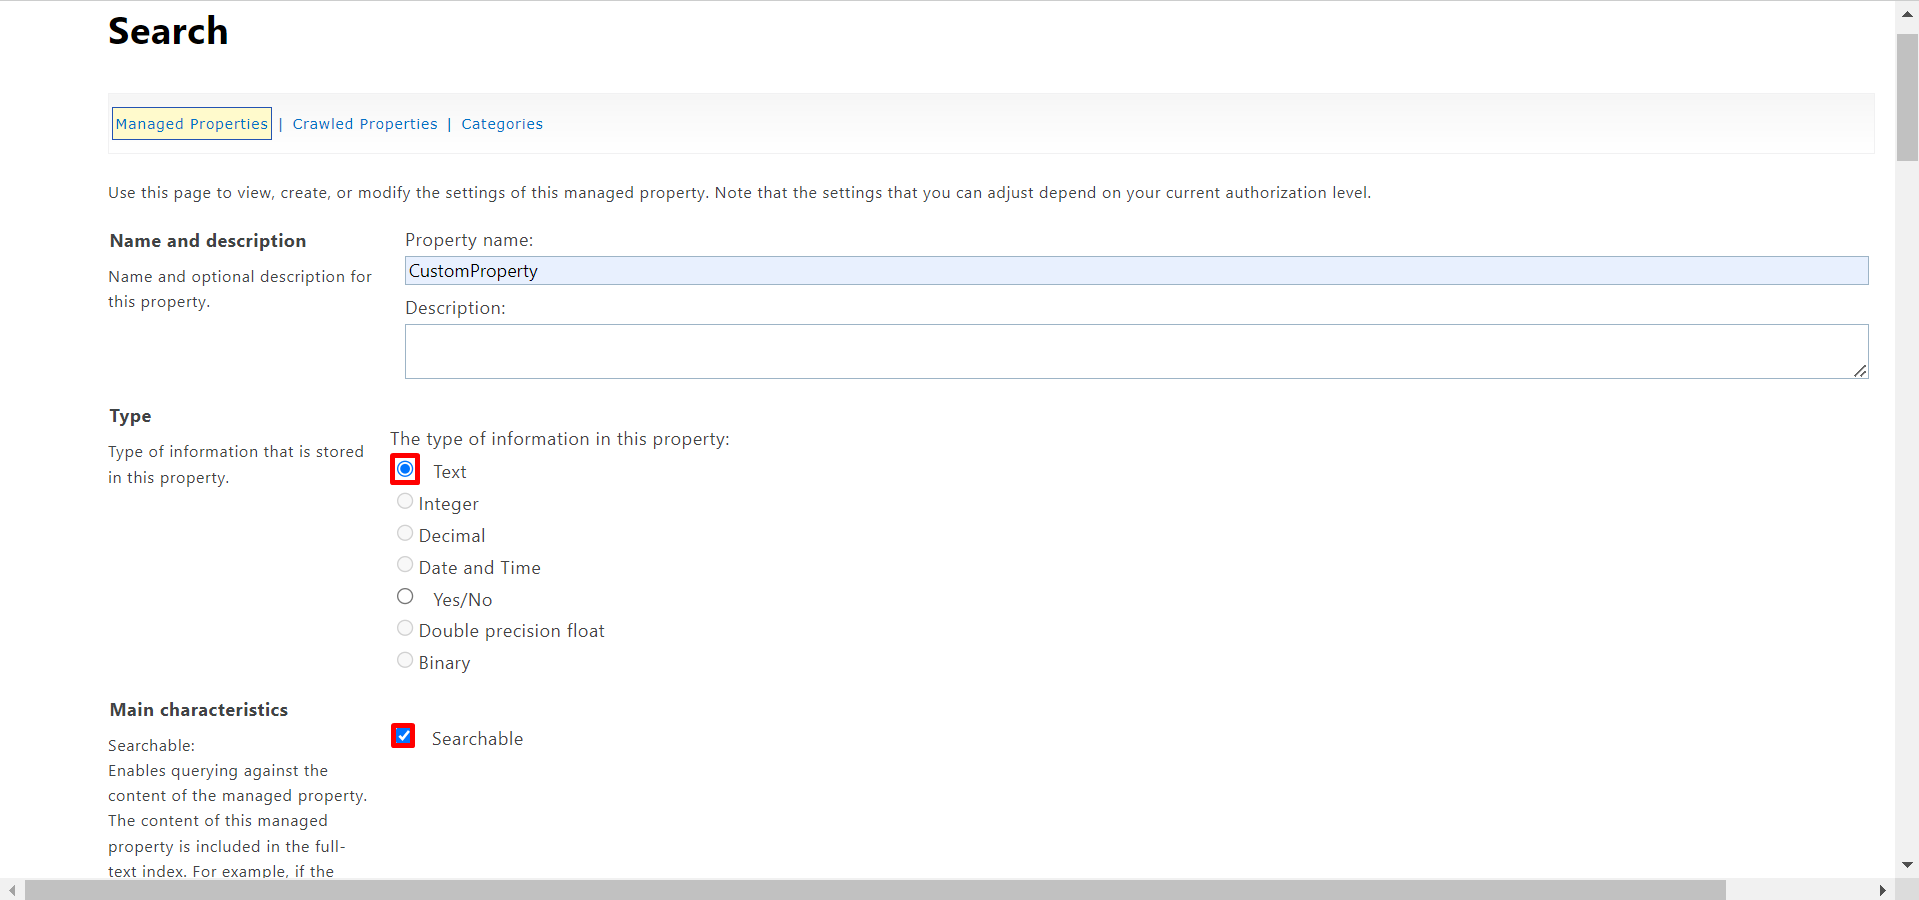 Search
Managed Properties | Crawled Properties | Categories
Use this page to view, create, or modify the settings of this managed property. Note that the settings that you can adjust depend on your current authorization level.
Name and description
Name and optional description for
this property.
Property name:
CustomProperty
Description:
Type
Type of information that is stored
in this property.
The type of information in this property:
Text
Integer
Decimal
Date and Time
Yes/No
Double precision float
Binary
Main characteristics
Searchable:
Enables querying against the
content of the managed property.
The content of this managed
property is included in the full-
text index. For example, if the
Searchable